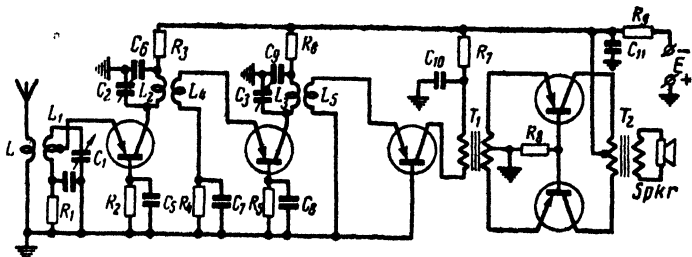 C6 R3 C9 R6 C10 R7 C11 R9 − E +
C2 L2 L4 C3 L3 L5 T1 R8 T2
L L1 C1 Spkr
R1 R2 C5 R4 C7 R5 C8